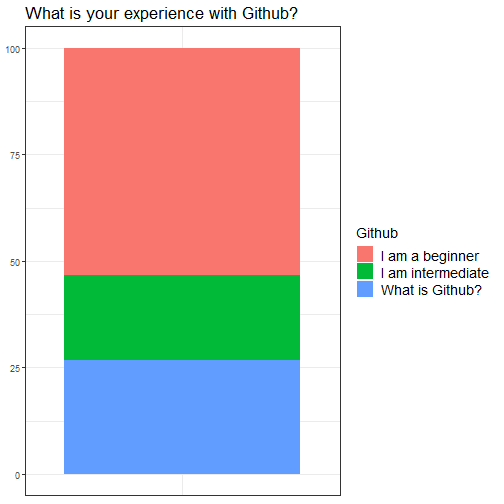 What is your experience with Github?
100
75
50
25
0
Github
I am a beginner
I am intermediate
What is Github?